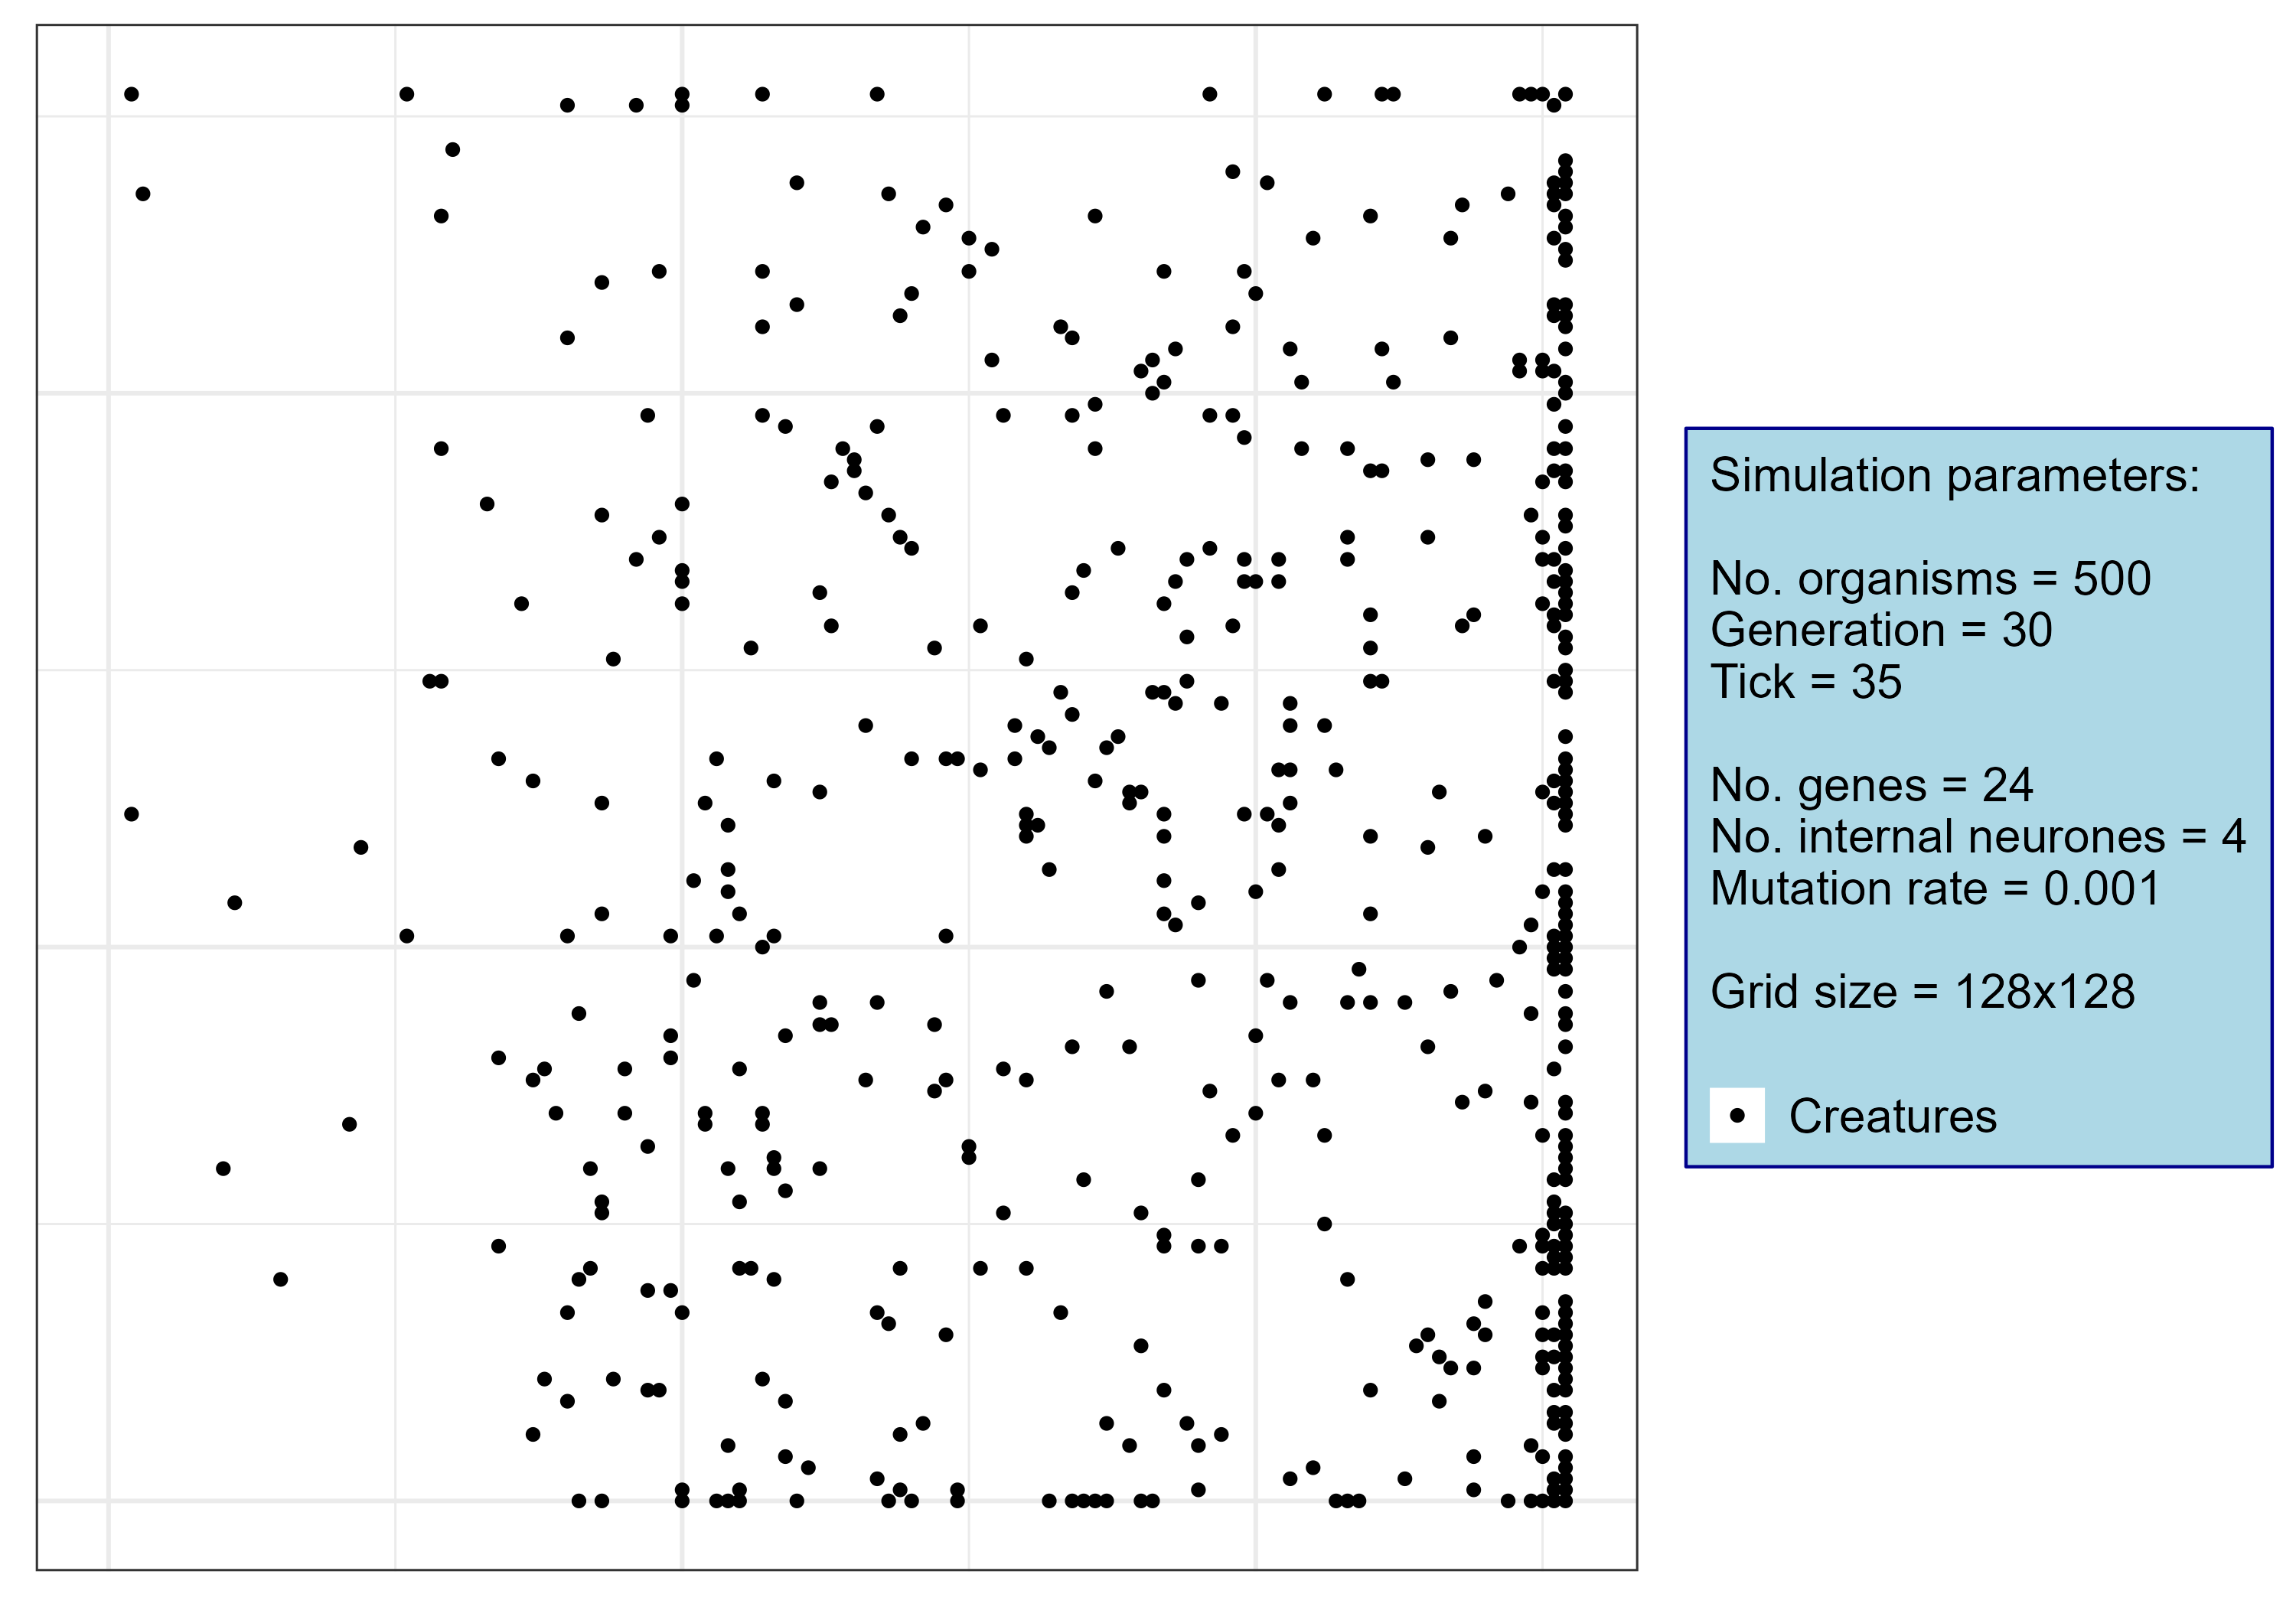 Simulation parameters:
No. organisms = 500
Generation = 30
Tick = 35
No. genes = 24
No. internal neurones = 4
Mutation rate = 0.001
Grid size = 128x128
Creatures